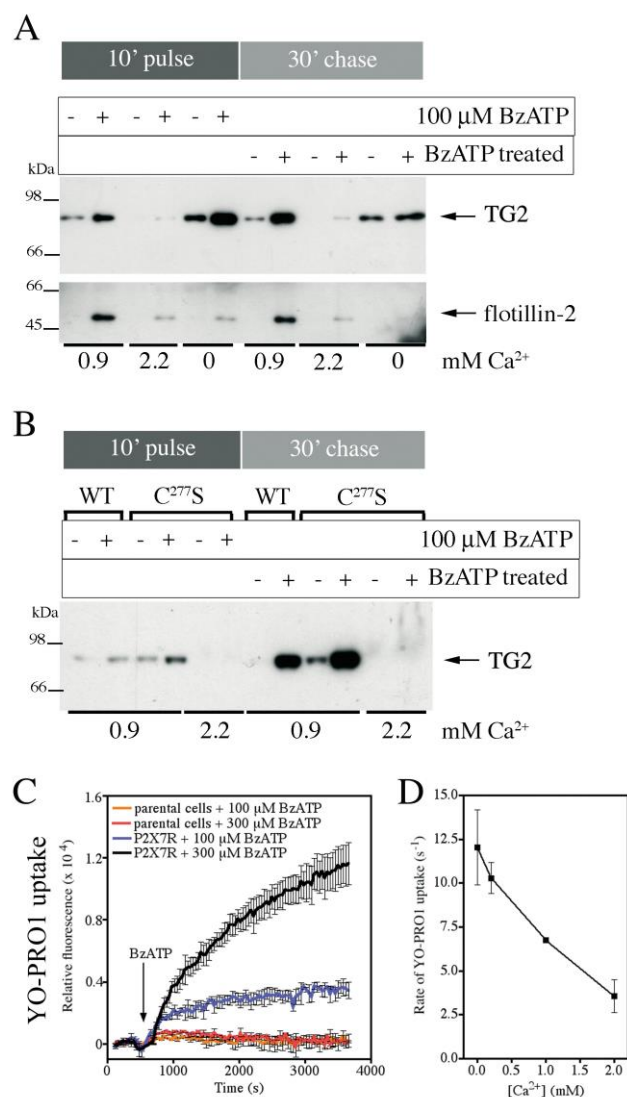 A
10’ pulse 30’ chase
- + - + - + 100 µM BzATP
- + - + - + BzATP treated
kDa
98
TG2
66
66
flotillin-2
45
0.9 2.2 0 0.9 2.2 0 mM Ca²⁺
B
10’ pulse 30’ chase
WT C²⁷⁷S WT C²⁷⁷S
- + - + - + 100 µM BzATP
- + - + - + BzATP treated
kDa
98
TG2
66
0.9 2.2 0.9 2.2 mM Ca²⁺
C
YO-PRO1 uptake
Relative fluorescence (x 10⁴)
1.6
1.2
0.8
0.4
0
parental cells + 100 µM BzATP
parental cells + 300 µM BzATP
P2X7R + 100 µM BzATP
P2X7R + 300 µM BzATP
BzATP
0 1000 2000 3000 4000
Time (s)
D
Rate of YO-PRO1 uptake (s⁻¹)
15.0
12.5
10.0
7.5
5.0
2.5
0.0
0.0 0.5 1.0 1.5 2.0
[Ca²⁺] (mM)